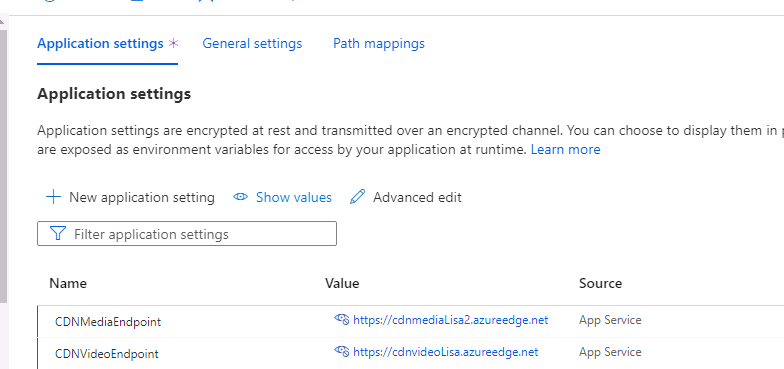 Application settings * General settings Path mappings
Application settings
Application settings are encrypted at rest and transmitted over an encrypted channel. You can choose to display them in
are exposed as environment variables for access by your application at runtime. Learn more
New application setting Show values Advanced edit
Filter application settings
Name Value Source
CDNMediaEndpoint https://cdnmediaLisa2.azureedge.net App Service
CDNVideoEndpoint https://cdnvideoLisa.azureedge.net App Service